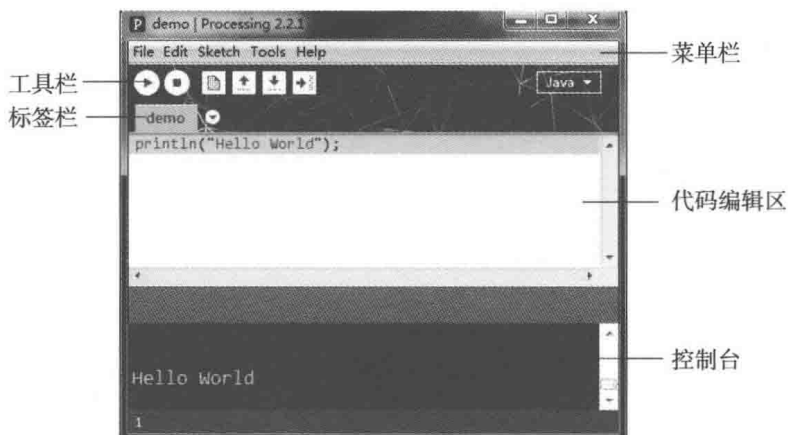 demo | Processing 2.2.1
File Edit Sketch Tools Help
菜单栏
工具栏
Java
标签栏
demo
println("Hello World");
代码编辑区
控制台
Hello World
1